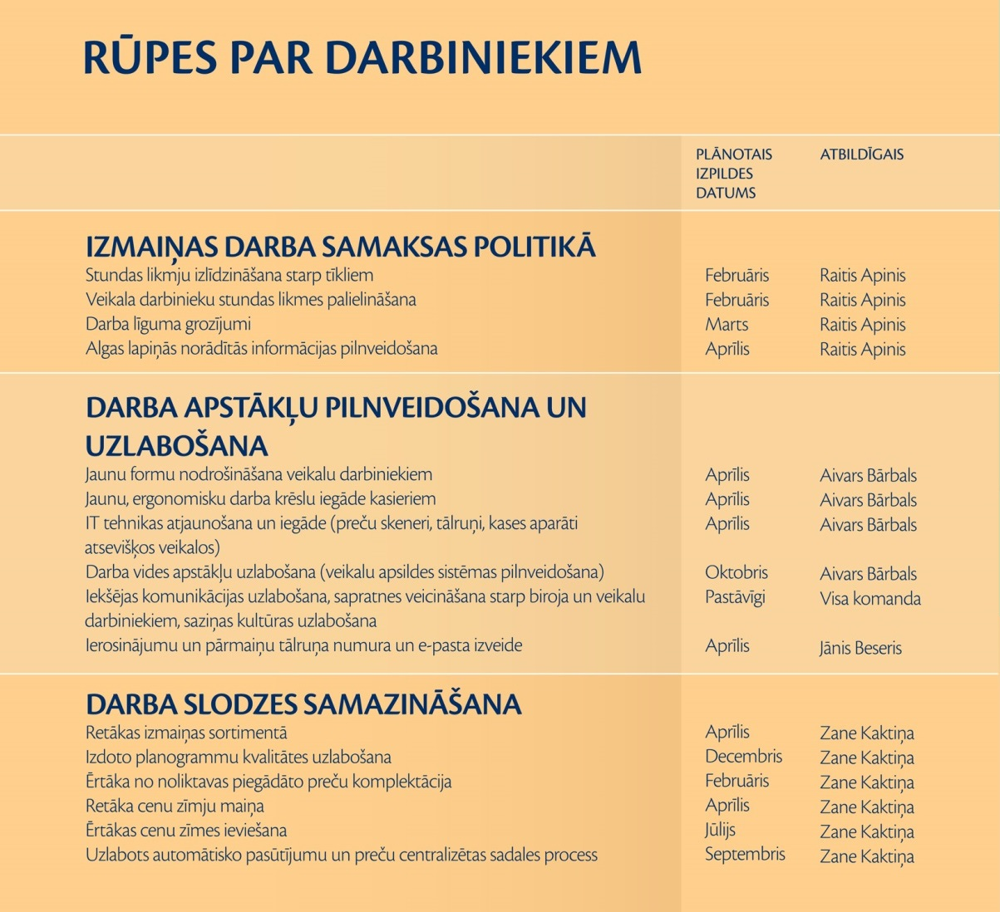 RŪPES PAR DARBINIEKIEM
PLĀNOTAIS
IZPILDES
DATUMS
ATBILDĪGAIS
IZMAIŅAS DARBA SAMAKSAS POLITIKĀ
Stundas likmju izlīdzināšana starp tīkliem Februāris Raitis Apinis
Veikala darbinieku stundas likmes palielināšana Februāris Raitis Apinis
Darba līguma grozījumi Marts Raitis Apinis
Algas lapiņās norādītās informācijas pilnveidošana Aprīlis Raitis Apinis
DARBA APSTĀKĻU PILNVEIDOŠANA UN
UZLABOŠANA
Jaunu formu nodrošināšana veikalu darbiniekiem Aprīlis Aivars Bārbals
Jaunu, ergonomisku darba krēslu iegāde kasieriem Aprīlis Aivars Bārbals
IT tehnikas atjaunošana un iegāde (preču skeneri, tālruņi, kases aparāti Aprīlis Aivars Bārbals
atsevišķos veikalos)
Darba vides apstākļu uzlabošana (veikalu apsildes sistēmas pilnveidošana) Oktobris Aivars Bārbals
Iekšējas komunikācijas uzlabošana, sapratnes veicināšana starp biroja un veikalu Pastāvīgi Visa komanda
darbiniekiem, saziņas kultūras uzlabošana
Ierosinājumu un pārmaiņu tālruņa numura un e-pasta izveide Aprīlis Jānis Beseris
DARBA SLODZES SAMAZINĀŠANA
Retākas izmaiņas sortimentā Aprīlis Zane Kaktiņa
Izdoto planogrammu kvalitātes uzlabošana Decembris Zane Kaktiņa
Ērtāka no noliktavas piegādāto preču komplektācija Februāris Zane Kaktiņa
Retāka cenu zīmju maiņa Aprīlis Zane Kaktiņa
Ērtākas cenu zīmes ieviešana Jūlijs Zane Kaktiņa
Uzlabots automātisko pasūtījumu un preču centralizētas sadales process Septembris Zane Kaktiņa